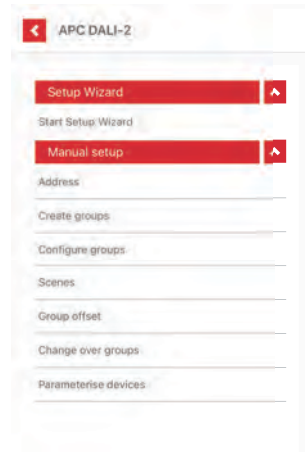 APC DALI-2
Setup Wizard
Start Setup Wizard
Manual setup
Address
Create groups
Configure groups
Scenes
Group offset
Change over groups
Parameterise devices